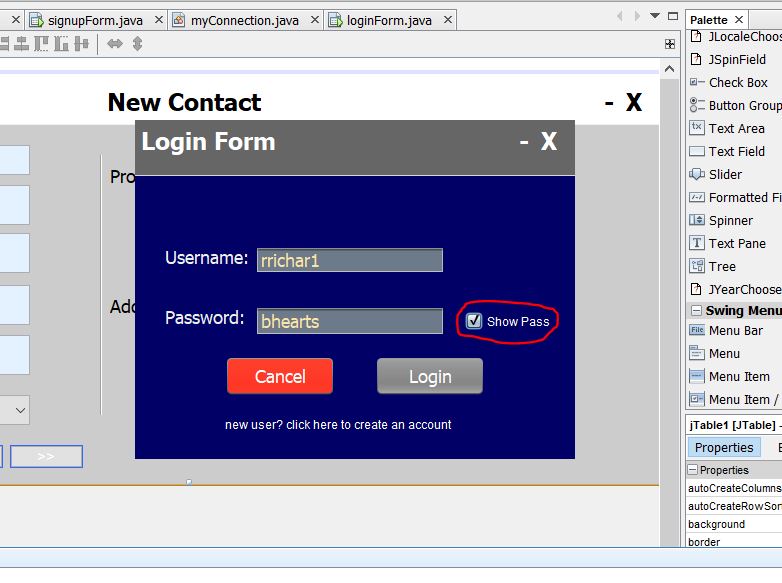 signupForm.java
myConnection.java
loginForm.java
Palette
JLocaleChoos
JSpinField
Check Box
Button Group
Text Area
Text Field
Slider
Formatted Fi
Spinner
Text Pane
Tree
JYearChoose
Swing Menu
Menu Bar
Menu
Menu Item
Menu Item /
New Contact
- X
Login Form
- X
Pro
Username:
rrichar1
Add
Password:
bhearts
Show Pass
Cancel
Login
new user? click here to create an account
>>
jTable1 [JTable] -
Properties
Properties
autoCreateColumns
autoCreateRowSor
background
border